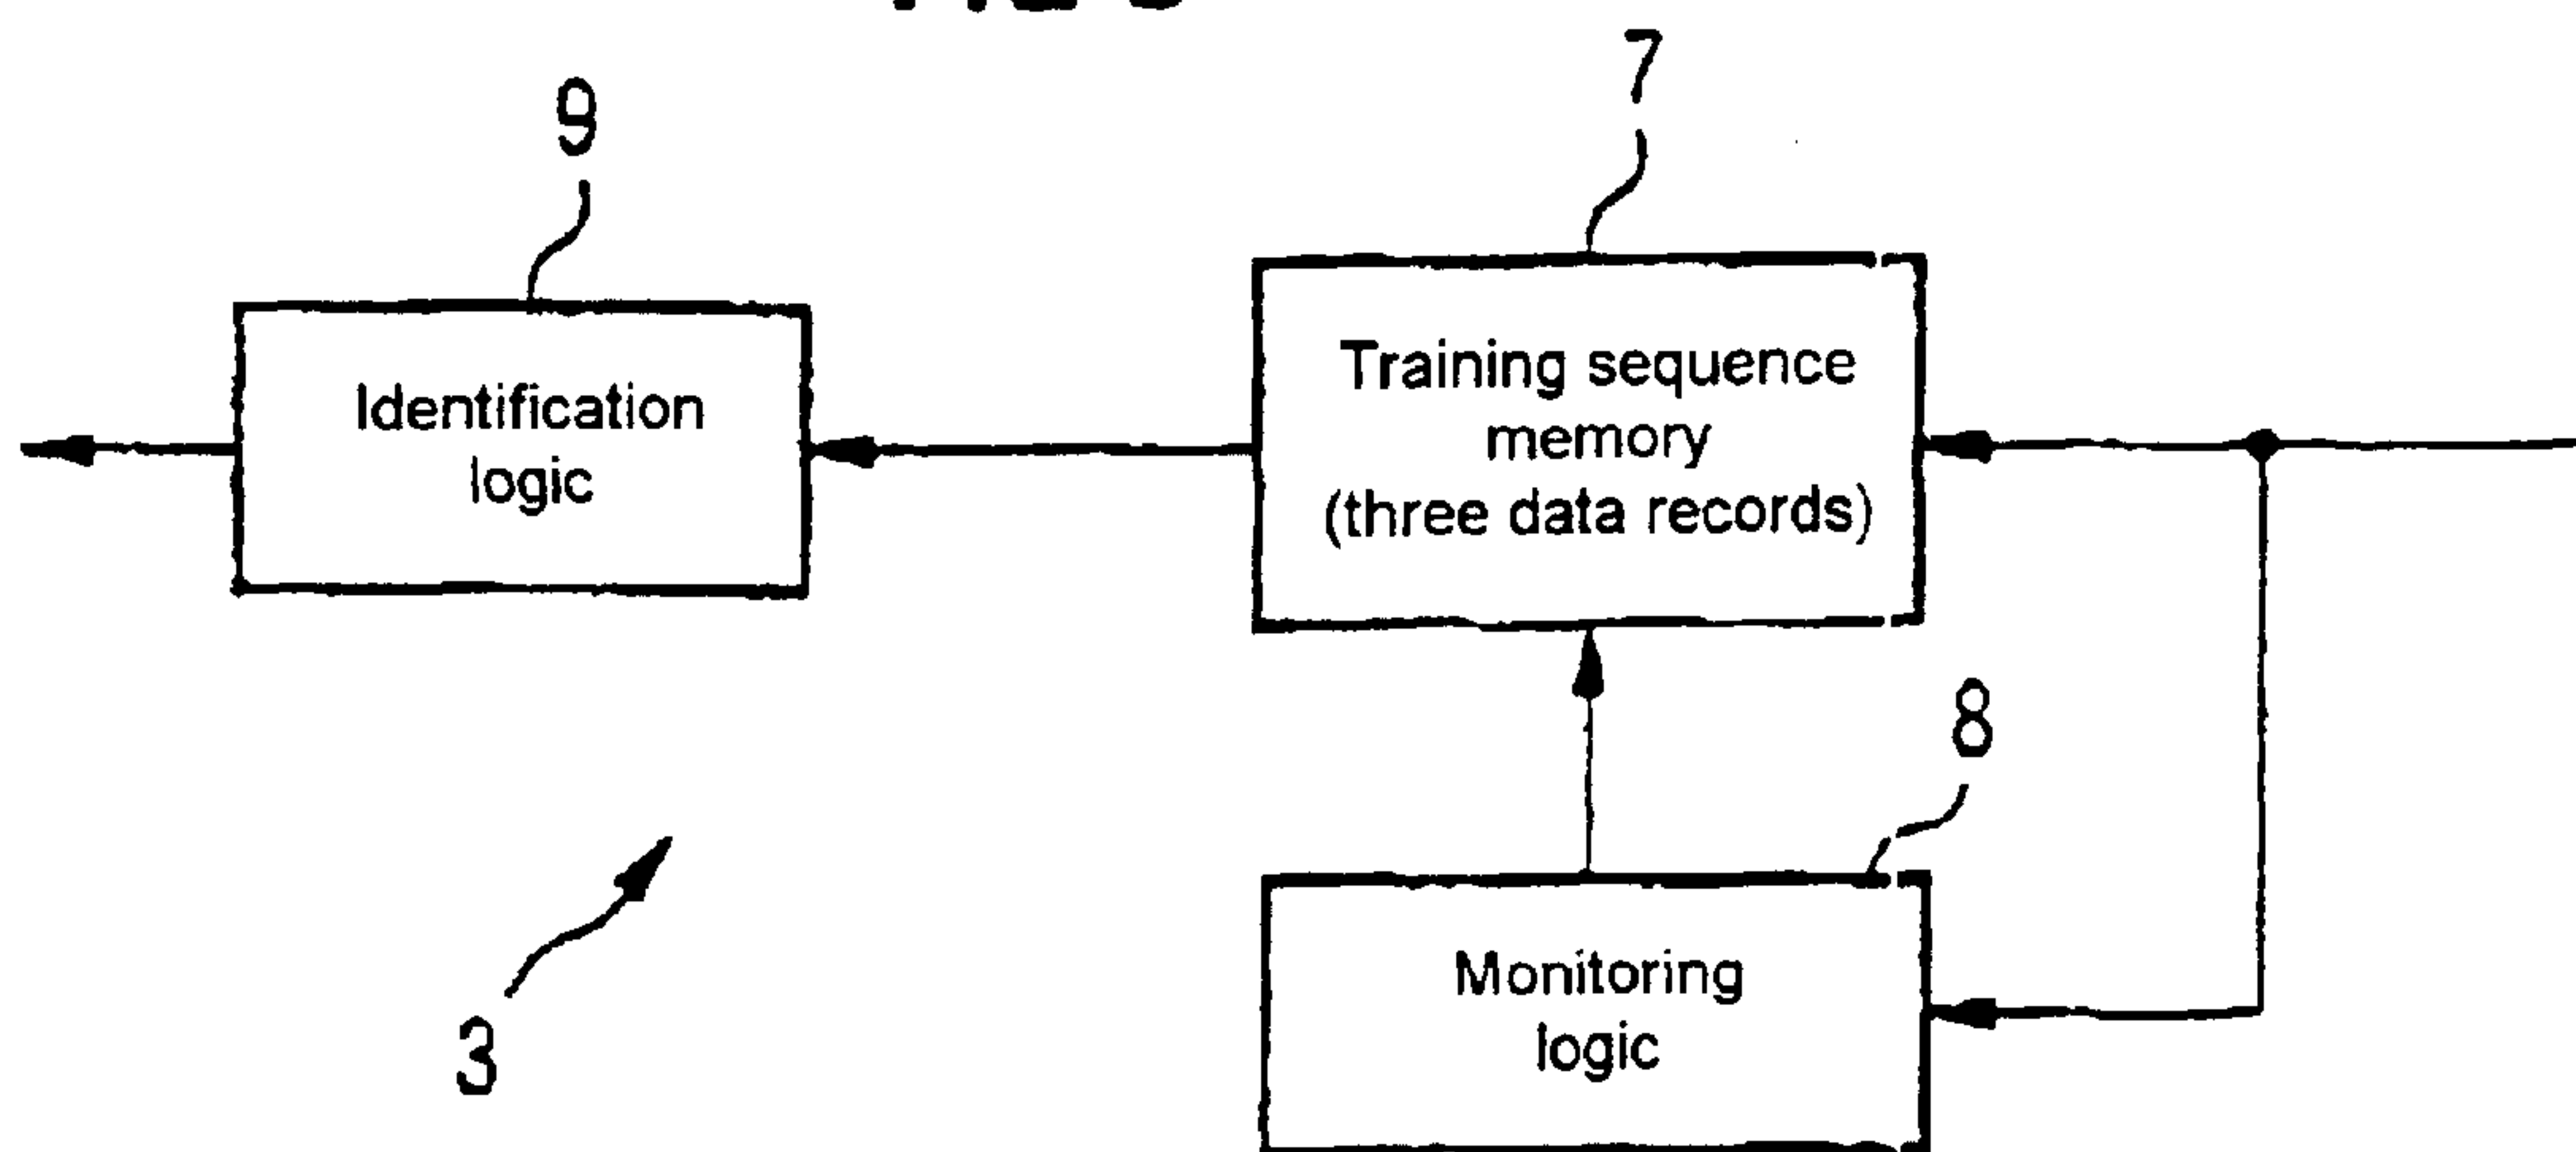 7
9
Training sequence
memory
(three data records)
Identification
logic
8
Monitoring
logic
3